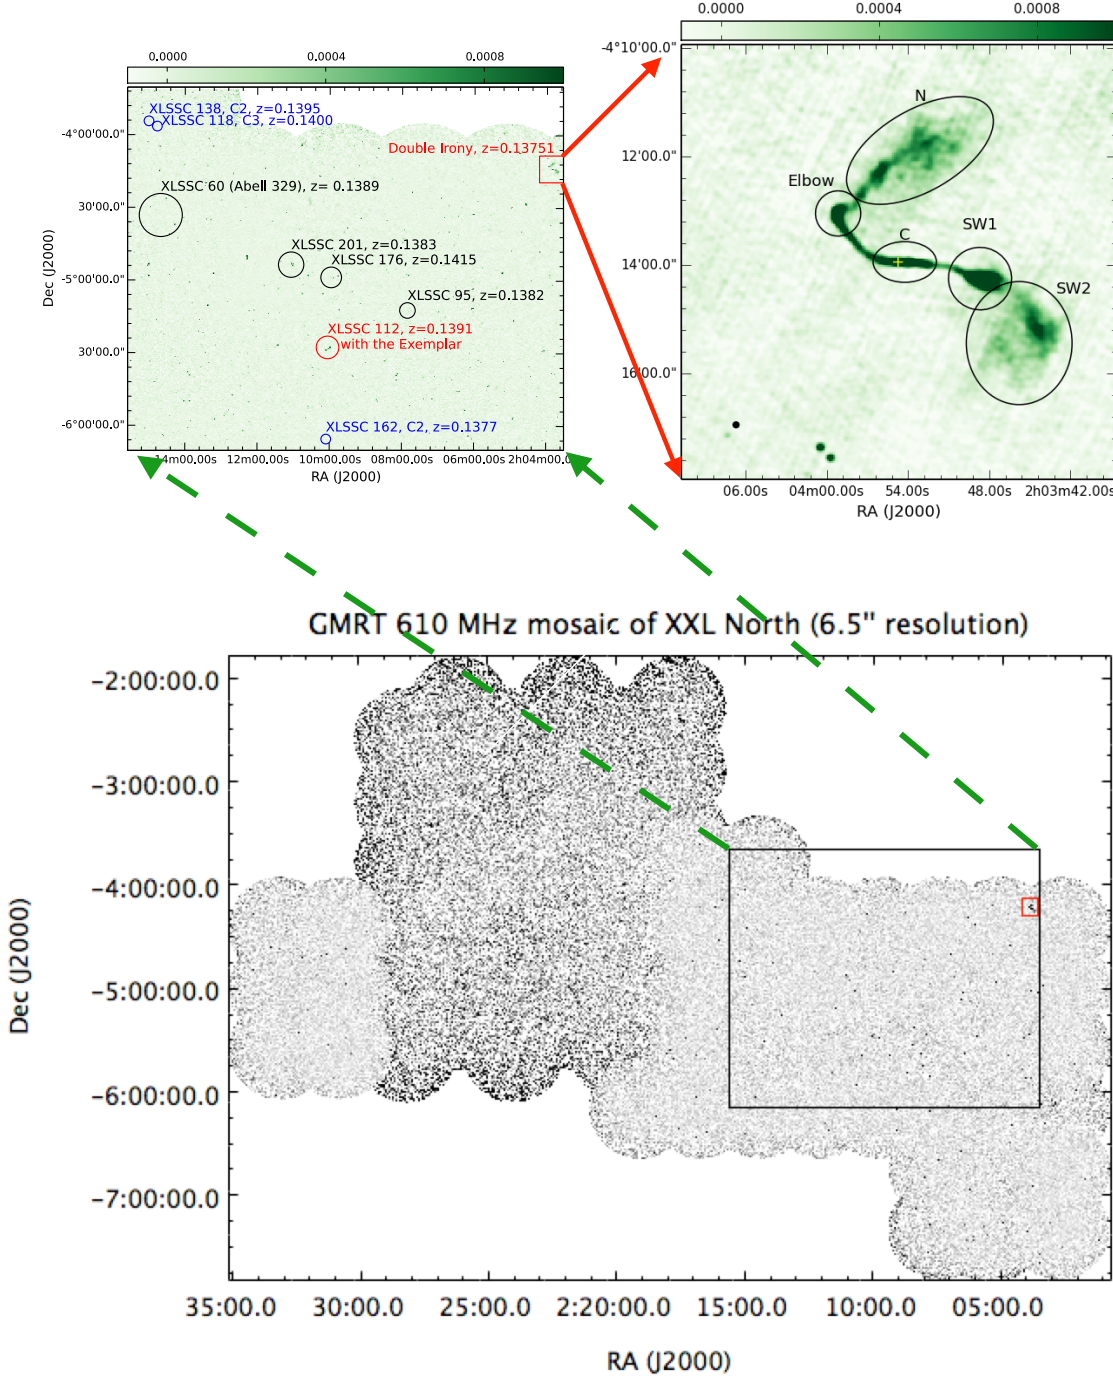 0.0000 0.0004 0.0008
XLSSC 138, C2, z=0.1395
XLSSC 118, C3, z=0.1400
Double Irony, z=0.13751
XLSSC 60 (Abell 329), z= 0.1389
XLSSC 201, z=0.1383
XLSSC 176, z=0.1415
XLSSC 95, z=0.1382
XLSSC 112, z=0.1391
with the Exemplar
XLSSC 162, C2, z=0.1377
-4°00'00.0"
30'00.0"
-5°00'00.0"
30'00.0"
-6°00'00.0"
Dec (J2000)
14m00.00s 12m00.00s 10m00.00s 08m00.00s 06m00.00s 2h04m00.0
RA (J2000)
0.0000 0.0004 0.0008
-4°10'00.0"
12'00.0"
14'00.0"
16'00.0"
N
Elbow
C
SW1
SW2
06.00s 04m00.00s 54.00s 48.00s 2h03m42.00s
RA (J2000)
GMRT 610 MHz mosaic of XXL North (6.5" resolution)
-2:00:00.0
-3:00:00.0
-4:00:00.0
-5:00:00.0
-6:00:00.0
-7:00:00.0
Dec (J2000)
35:00.0 30:00.0 25:00.0 2:20:00.0 15:00.0 10:00.0 05:00.0
RA (J2000)